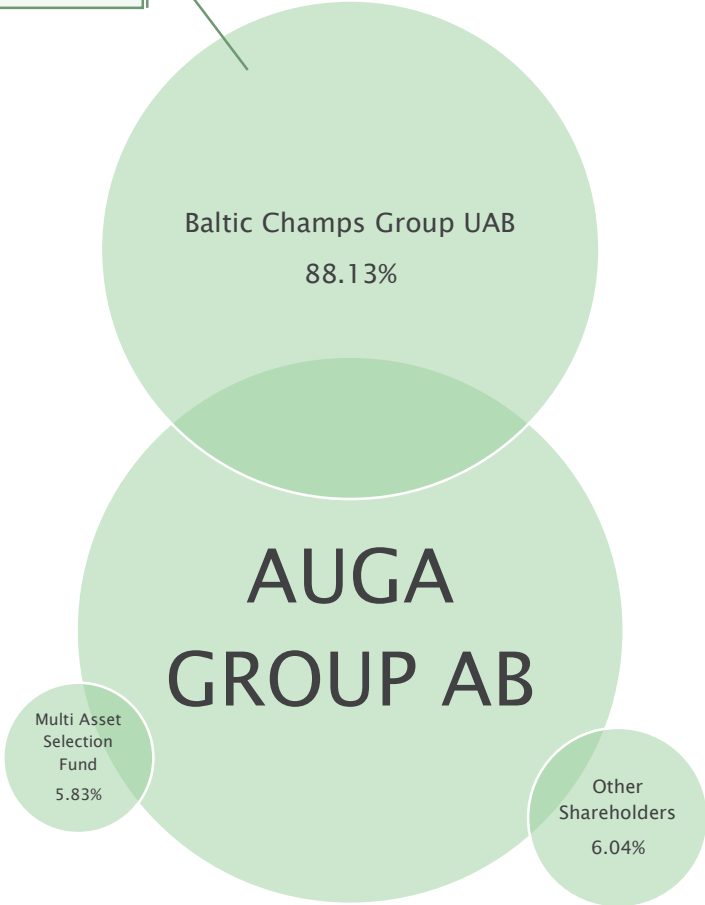 Baltic Champs Group UAB
88.13%
AUGA
GROUP AB
Multi Asset
Selection
Fund
5.83%
Other
Shareholders
6.04%